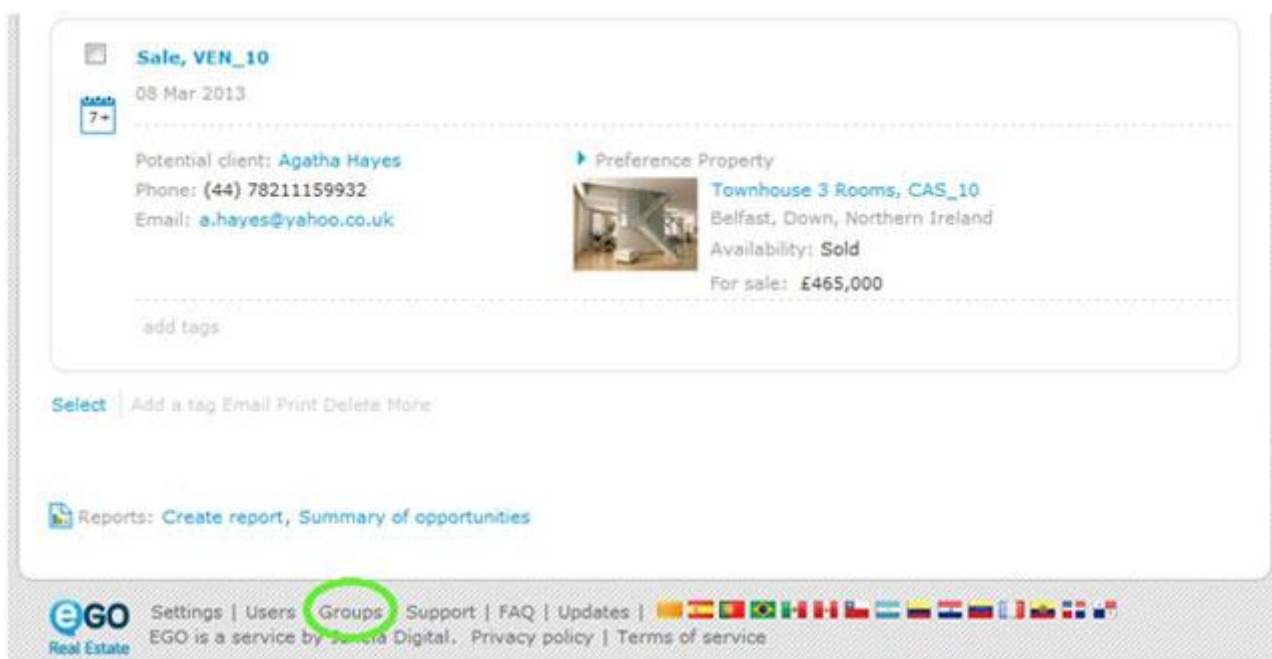 Sale, VEN_10
08 Mar 2013
7+
Potential client: Agatha Hayes
Phone: (44) 78211159932
Email: a.hayes@yahoo.co.uk
Preference Property
Townhouse 3 Rooms, CAS_10
Belfast, Down, Northern Ireland
Availability: Sold
For sale: £465,000
add tags
Select | Add a tag Email Print Delete More
Reports: Create report, Summary of opportunities
eGO
Real Estate
Settings | Users Groups Support | FAQ | Updates |
EGO is a service by Janela Digital. Privacy policy | Terms of service